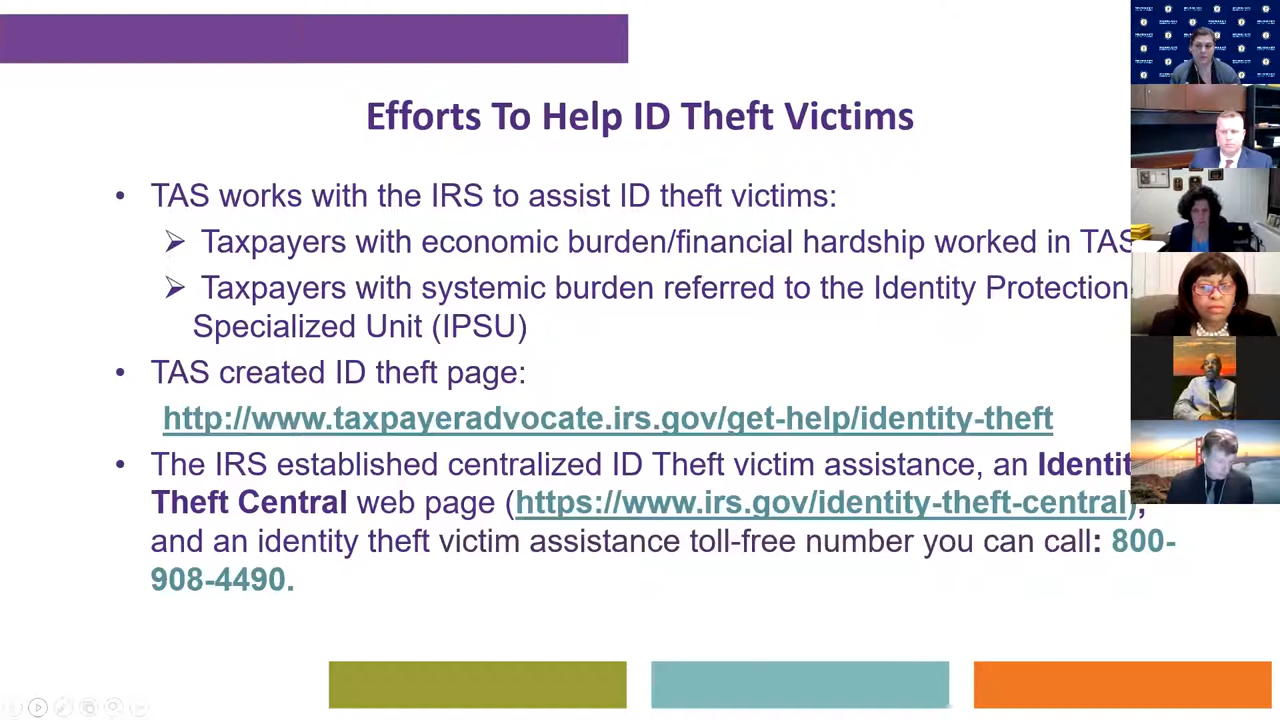 Efforts To Help ID Theft Victims
• TAS works with the IRS to assist ID theft victims:
➢ Taxpayers with economic burden/financial hardship worked in TAS
➢ Taxpayers with systemic burden referred to the Identity Protection
Specialized Unit (IPSU)
• TAS created ID theft page:
http://www.taxpayeradvocate.irs.gov/get-help/identity-theft
• The IRS established centralized ID Theft victim assistance, an Identit
Theft Central web page (https://www.irs.gov/identity-theft-central),
and an identity theft victim assistance toll-free number you can call: 800-
908-4490.